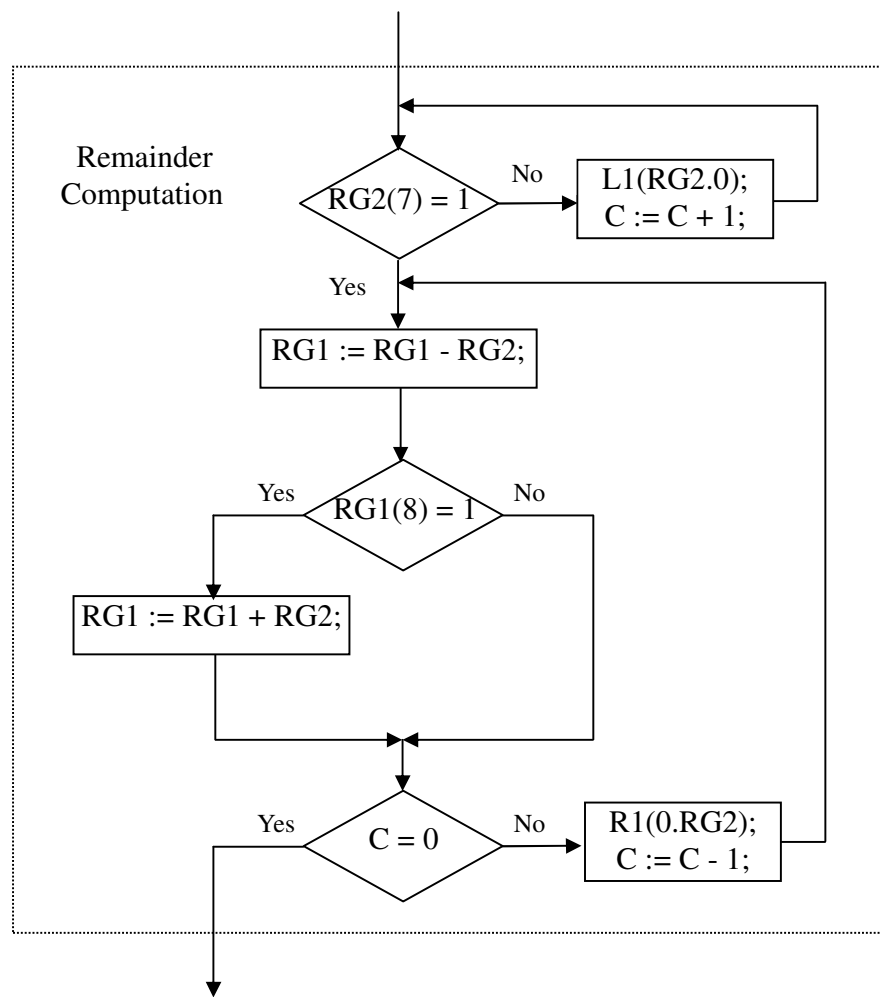 Remainder
Computation
RG2(7) = 1
No
L1(RG2.0);
C := C + 1;
Yes
RG1 := RG1 - RG2;
Yes
RG1(8) = 1
No
RG1 := RG1 + RG2;
Yes
C = 0
No
R1(0.RG2);
C := C - 1;